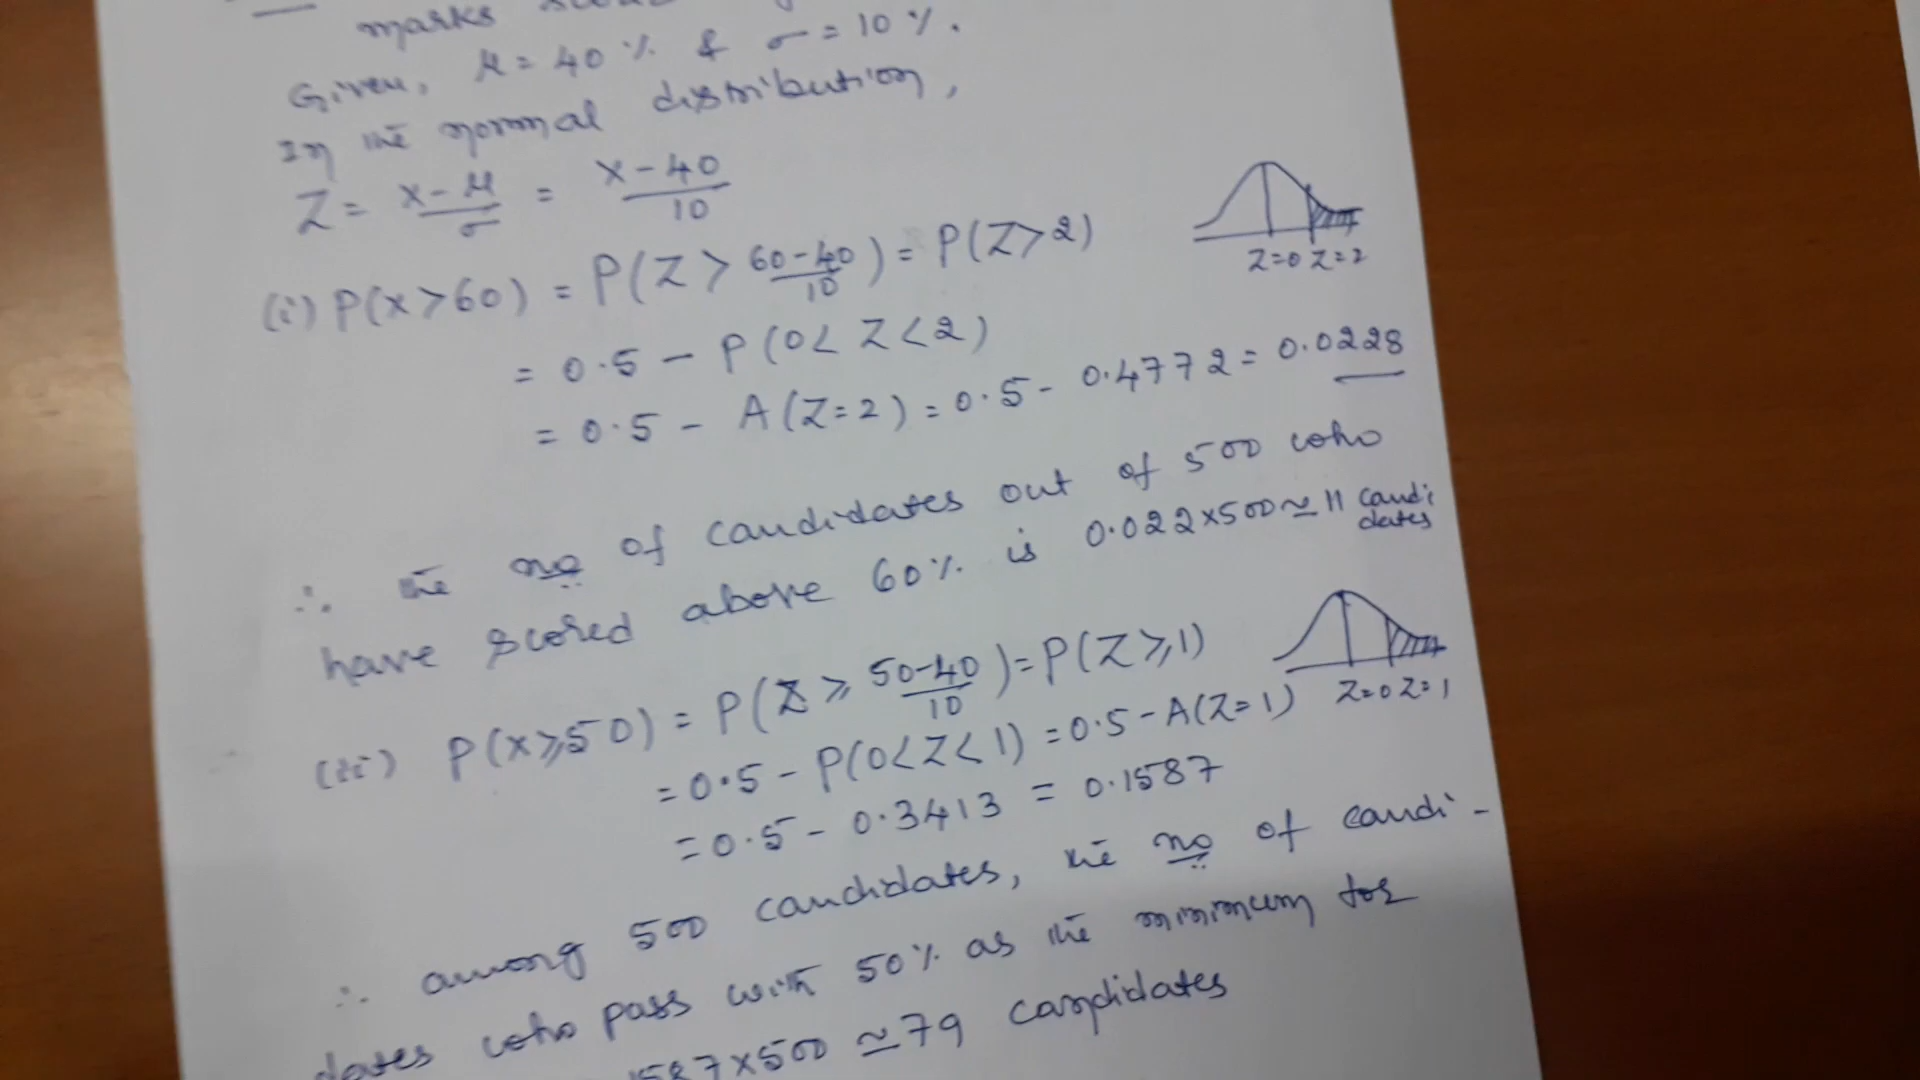 marks
Given, μ = 40 % & σ = 10 %.
In the normal distribution,
Z = x-μ/σ = x-40/10
(i) P(x>60) = P(Z > 60-40/10) = P(Z>2)
Z=0 Z=2
= 0.5 - P(0<Z<2)
= 0.5 - A(Z=2) = 0.5 - 0.4772 = 0.0228
∴ the no of candidates out of 500 who
have scored above 60% is 0.022x500≃11 candi
dates
(ii) P(x≥50) = P(Z ≥ 50-40/10) = P(Z≥1)
Z=0 Z=1
= 0.5 - P(0<Z<1) = 0.5 - A(Z=1)
= 0.5 - 0.3413 = 0.1587
∴ among 500 candidates, the no of candi-
dates who pass with 50% as the minimum for
1587x500 ≃79 candidates